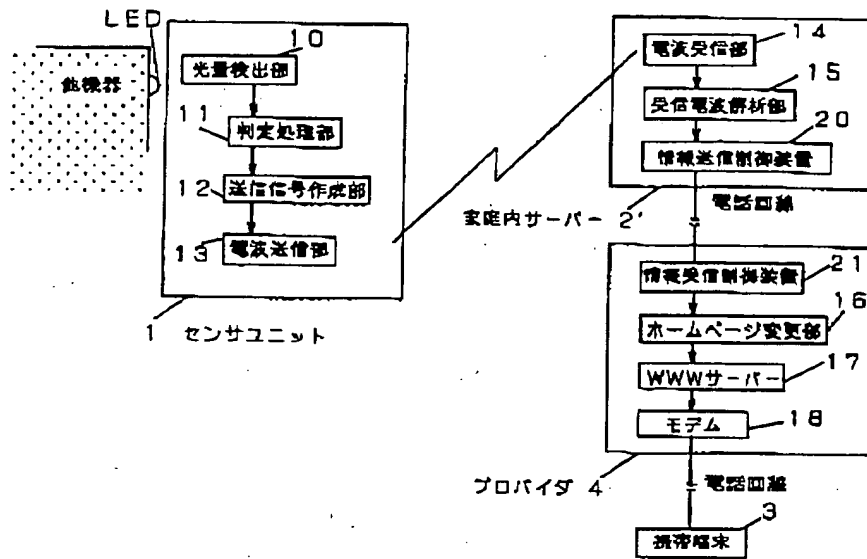 LED
他機器
10
光量検出部
11
判定処理部
12
送信信号作成部
13
電波送信部
1 センサユニット
14
電波受信部
15
受信電波解析部
20
情報送信制御装置
家庭内サーバー 2'
電話回線
21
情報受信制御装置
16
ホームページ変更部
17
WWWサーバー
18
モデム
プロバイダ 4
電話回線
3
携帯端末